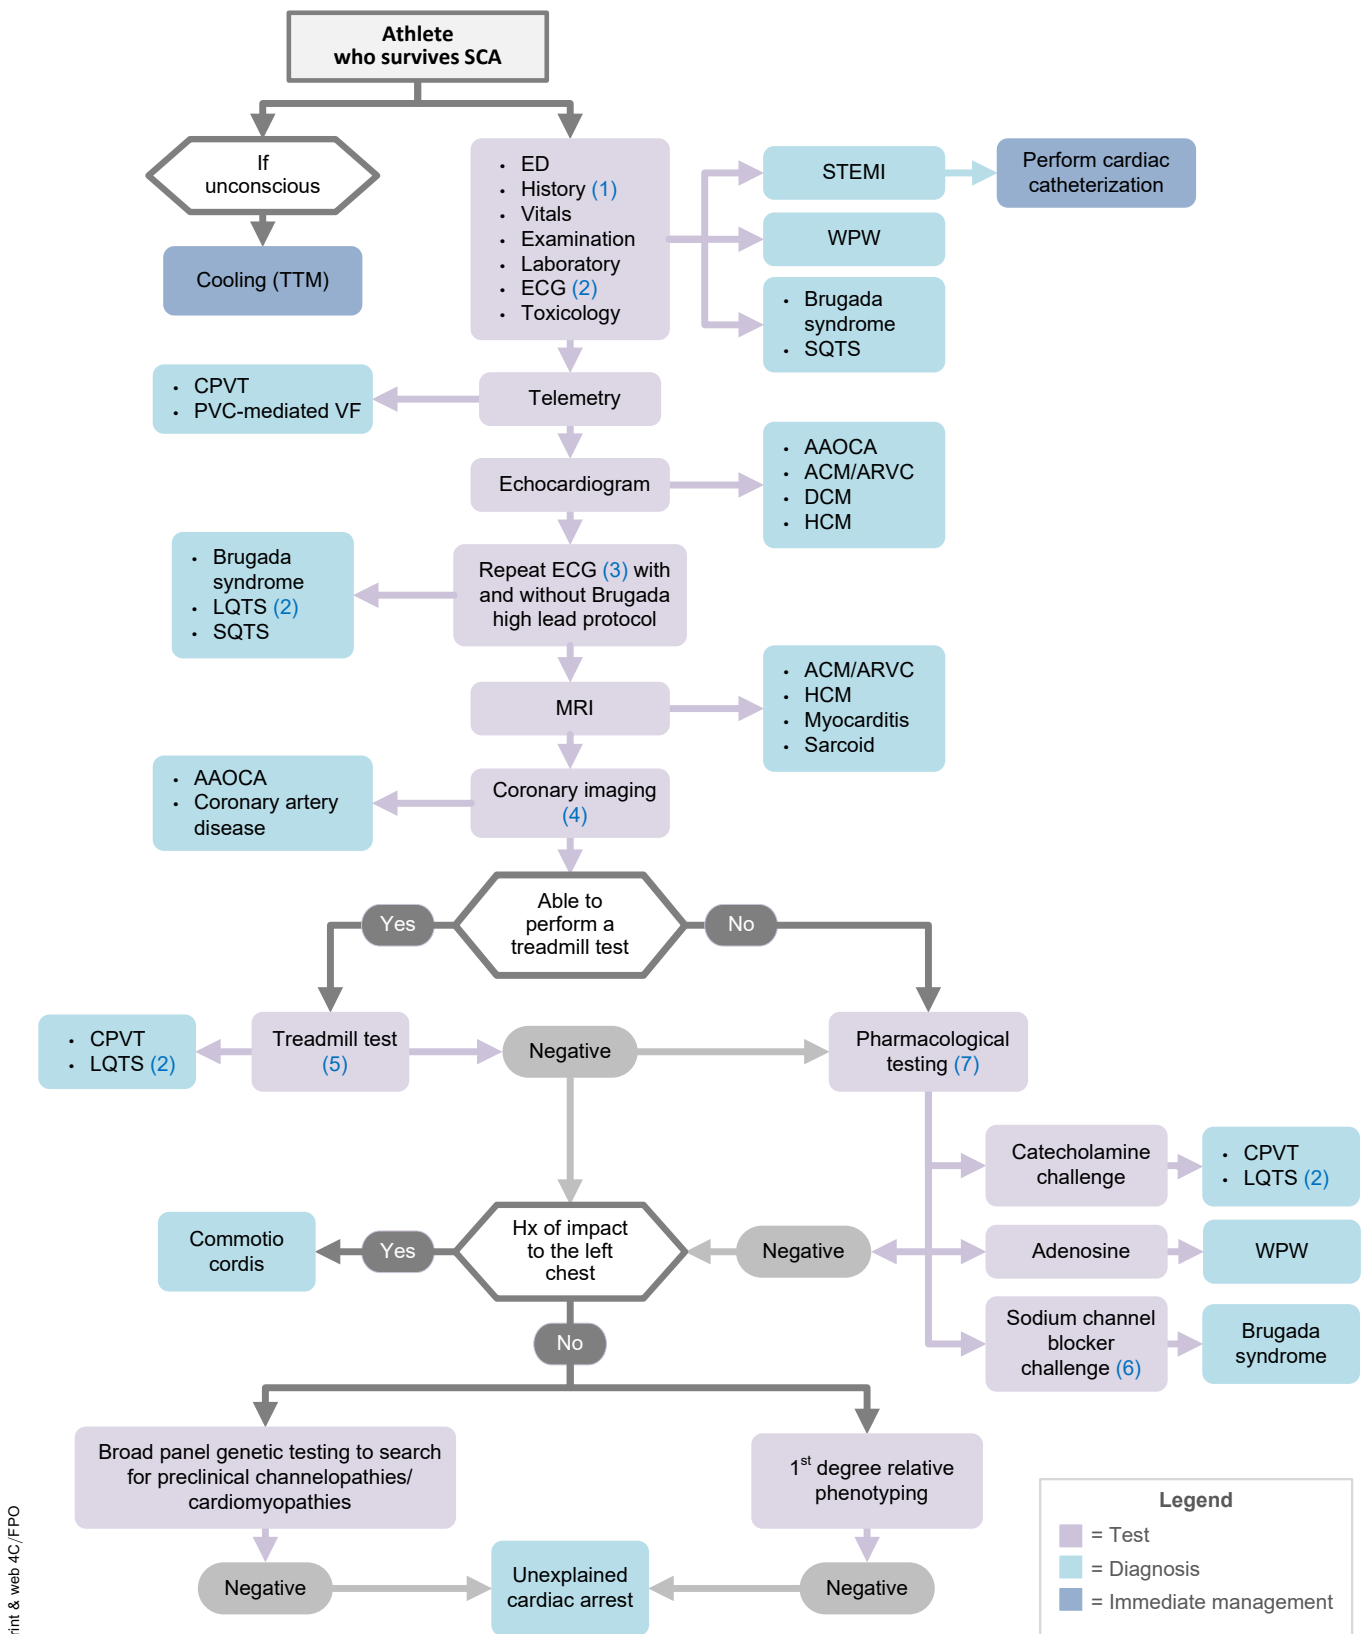 Athlete
who survives SCA
If
unconscious
Cooling (TTM)
• ED
• History (1)
• Vitals
• Examination
• Laboratory
• ECG (2)
• Toxicology
STEMI
Perform cardiac
catheterization
WPW
• Brugada
syndrome
• SQTS
• CPVT
• PVC-mediated VF
Telemetry
Echocardiogram
• AAOCA
• ACM/ARVC
• DCM
• HCM
• Brugada
syndrome
• LQTS (2)
• SQTS
Repeat ECG (3) with
and without Brugada
high lead protocol
MRI
• ACM/ARVC
• HCM
• Myocarditis
• Sarcoid
• AAOCA
• Coronary artery
disease
Coronary imaging
(4)
Able to
perform a
treadmill test
Yes
No
• CPVT
• LQTS (2)
Treadmill test
(5)
Negative
Pharmacological
testing (7)
Catecholamine
challenge
• CPVT
• LQTS (2)
Commotio
cordis
Yes
Hx of impact
to the left
chest
Negative
Adenosine
WPW
No
Sodium channel
blocker
challenge (6)
Brugada
syndrome
Broad panel genetic testing to search
for preclinical channelopathies/
cardiomyopathies
1st degree relative
phenotyping
Negative
Unexplained
cardiac arrest
Negative
Legend
= Test
= Diagnosis
= Immediate management
rint & web 4C/FPO